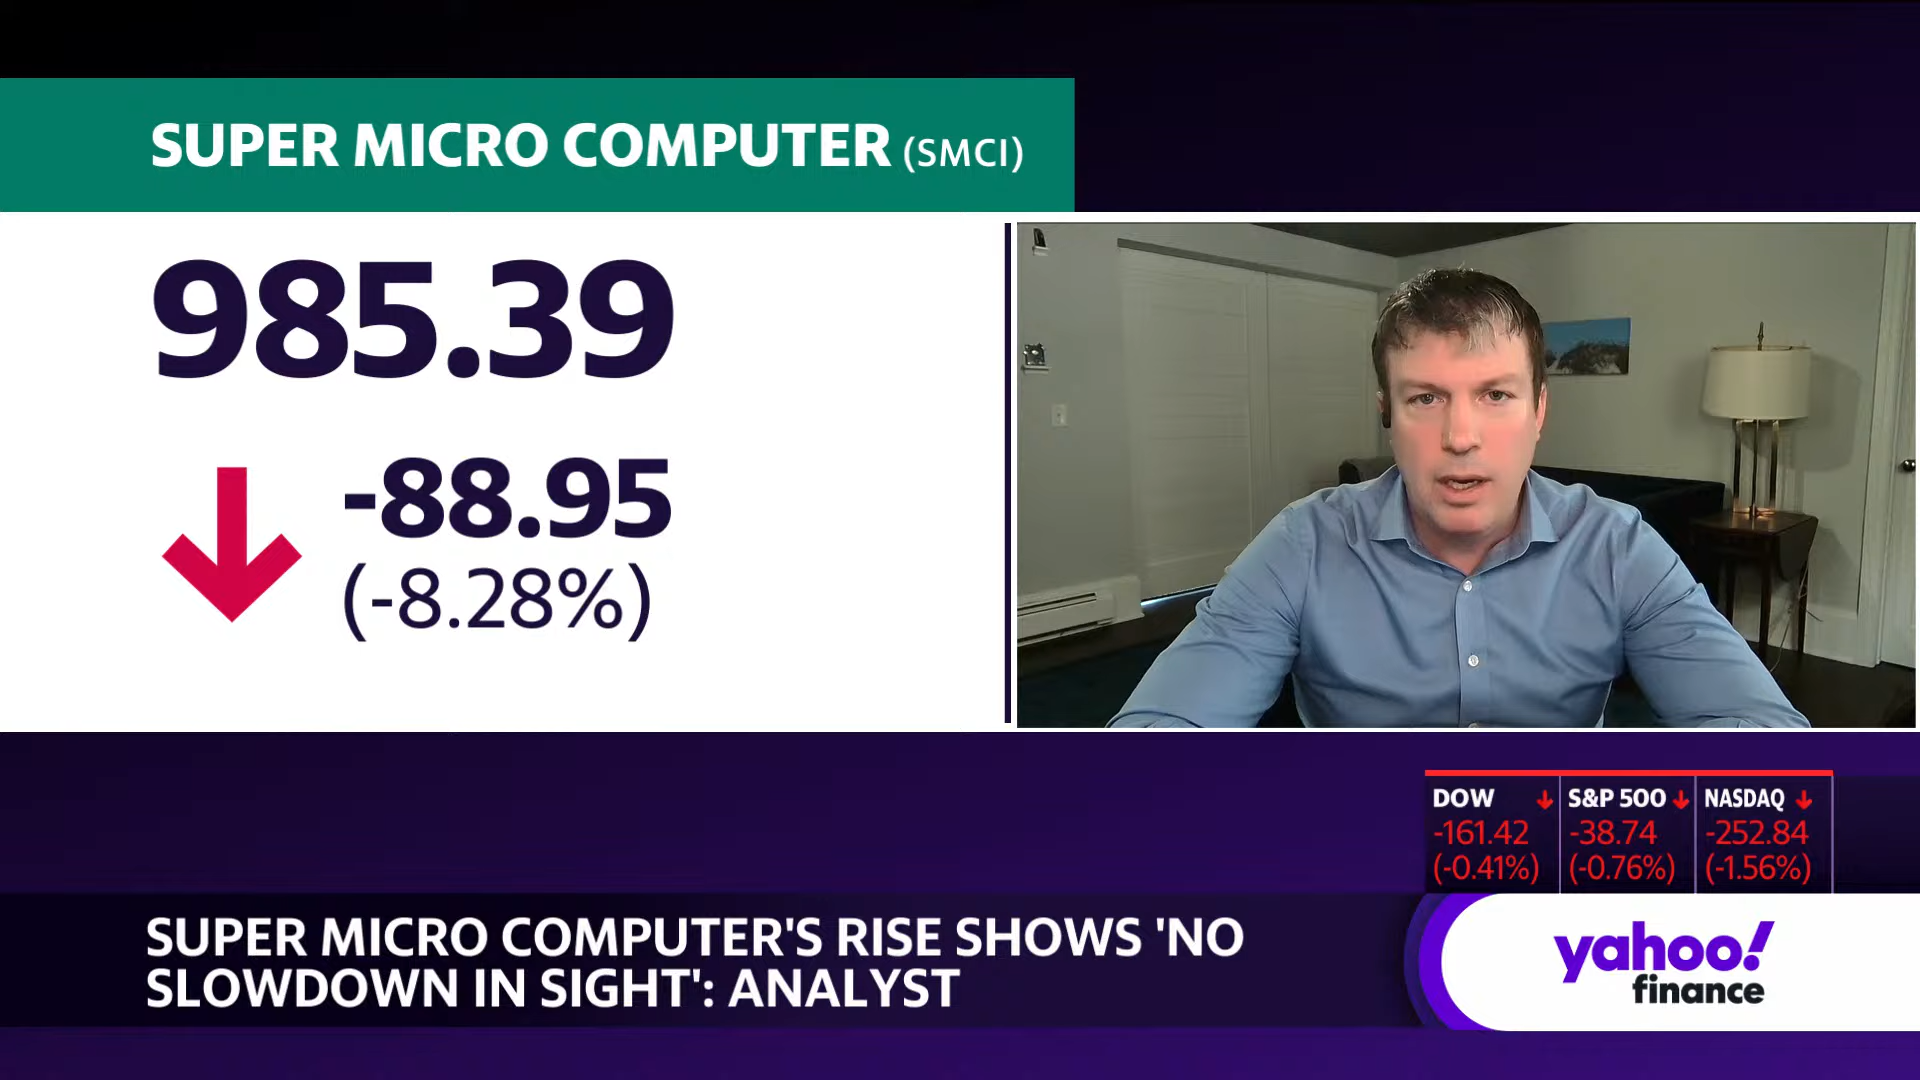 SUPER MICRO COMPUTER (SMCI)
985.39
-88.95
(-8.28%)
DOW
-161.42
(-0.41%)
S&P 500
-38.74
(-0.76%)
NASDAQ
-252.84
(-1.56%)
SUPER MICRO COMPUTER'S RISE SHOWS 'NO
SLOWDOWN IN SIGHT': ANALYST
yahoo!
finance